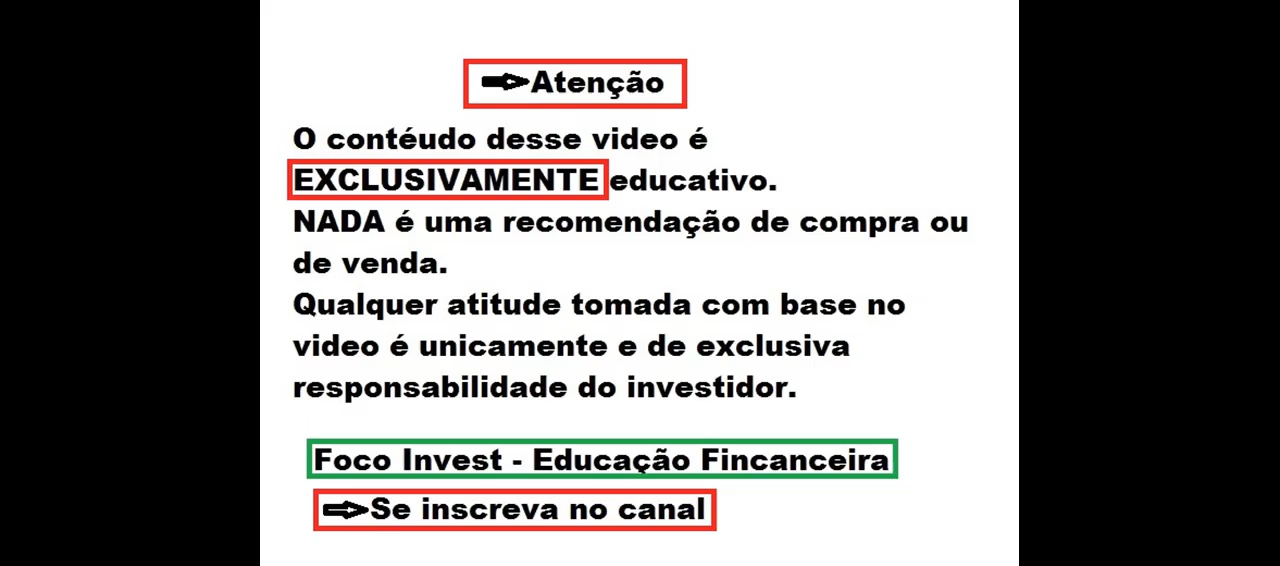 Atenção
O contéudo desse video é
EXCLUSIVAMENTE educativo.
NADA é uma recomendação de compra ou
de venda.
Qualquer atitude tomada com base no
video é unicamente e de exclusiva
responsabilidade do investidor.
Foco Invest - Educação Fincanceira
Se inscreva no canal